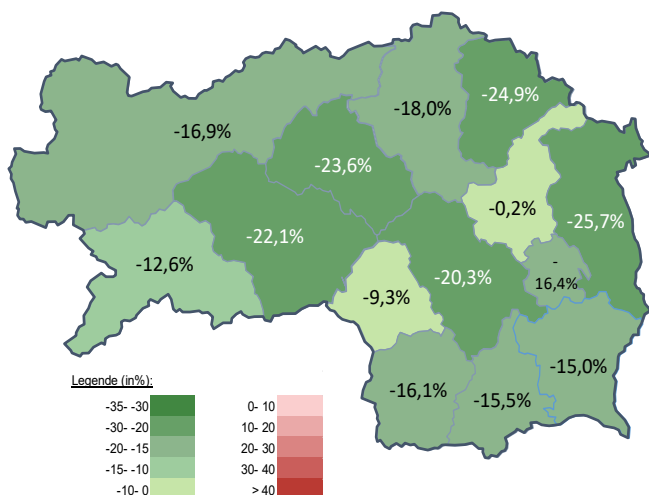 -24,9%
-18,0%
-16,9%
-23,6%
-0,2%
-25,7%
-22,1%
-12,6%
-
16,4%
-20,3%
-9,3%
-15,0%
-16,1%
-15,5%
Legende (in%):
-35- -30 0- 10
-30- -20 10- 20
-20- -15 20- 30
-15- -10 30- 40
-10- 0 > 40